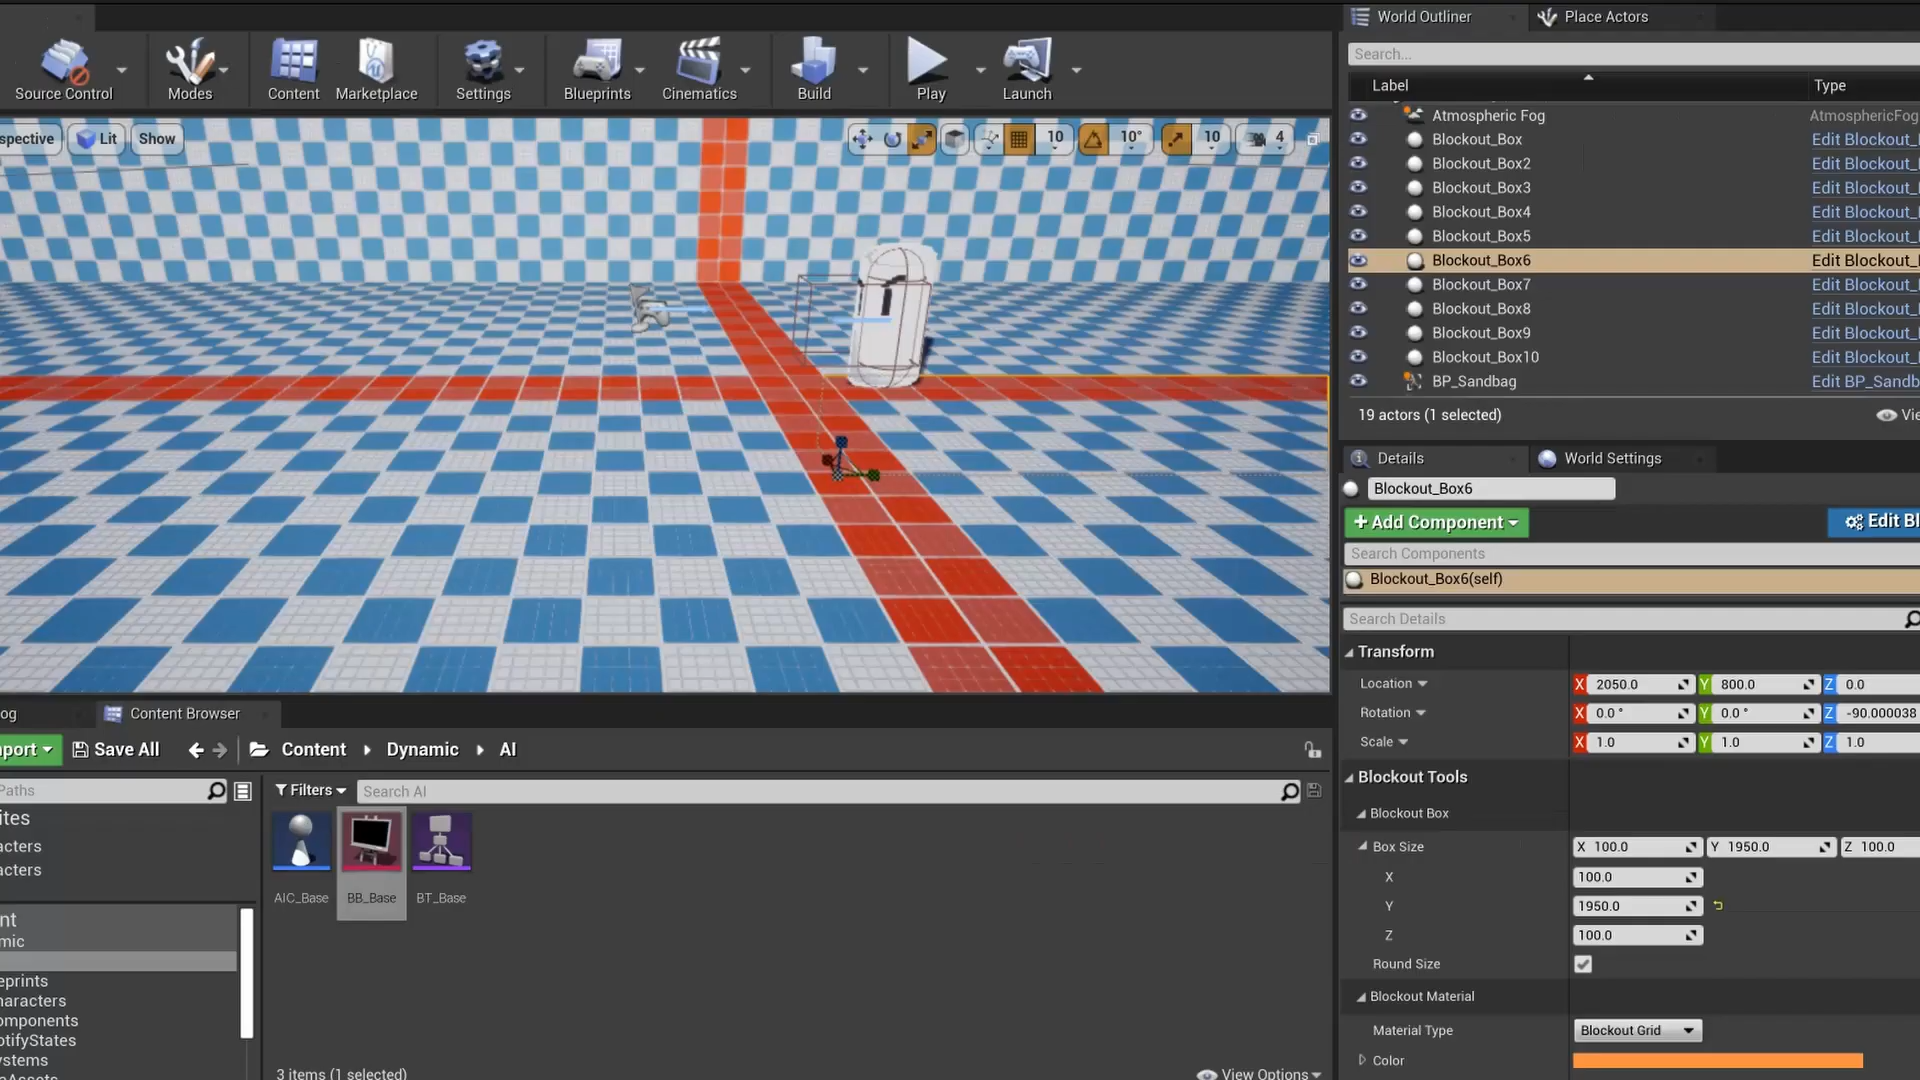 World Outliner
Place Actors
Source Control
Modes
Content
Marketplace
Settings
Blueprints
Cinematics
Build
Play
Launch
Search...
Label
Type
spective
Lit
Show
10
10°
10
4
Atmospheric Fog
AtmosphericFog
Blockout_Box
Edit Blockout_
Blockout_Box2
Edit Blockout_
Blockout_Box3
Edit Blockout_
Blockout_Box4
Edit Blockout_
Blockout_Box5
Edit Blockout_
Blockout_Box6
Edit Blockout_
Blockout_Box7
Edit Blockout_
Blockout_Box8
Edit Blockout_
Blockout_Box9
Edit Blockout_
Blockout_Box10
Edit Blockout_
BP_Sandbag
Edit BP_Sandb
19 actors (1 selected)
Vie
Details
World Settings
Blockout_Box6
+ Add Component
Edit Bl
Search Components
Blockout_Box6(self)
Search Details
Transform
Location
X 2050.0
Y 800.0
Z 0.0
Rotation
X 0.0 °
Y 0.0 °
Z -90.000038
Scale
X 1.0
Y 1.0
Z 1.0
Blockout Tools
Blockout Box
Box Size
X 100.0
Y 1950.0
Z 100.0
X
100.0
Y
1950.0
Z
100.0
Round Size
Blockout Material
Material Type
Blockout Grid
Color
og
Content Browser
port
Save All
Content
Dynamic
AI
Paths
Filters
Search AI
ites
acters
acters
nt
mic
eprints
haracters
omponents
otifyStates
ystems
AIC_Base
BB_Base
BT_Base
3 items (1 selected)
View Options